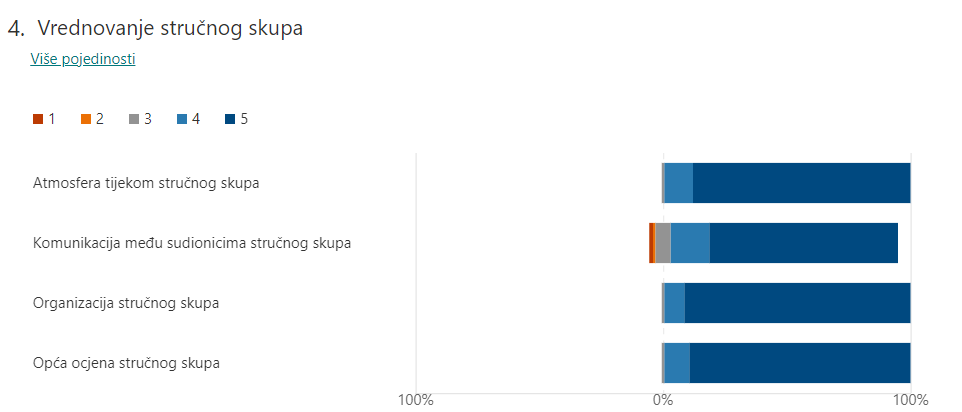 4. Vrednovanje stručnog skupa
Više pojedinosti
1 2 3 4 5
Atmosfera tijekom stručnog skupa
Komunikacija među sudionicima stručnog skupa
Organizacija stručnog skupa
Opća ocjena stručnog skupa
100% 0% 100%